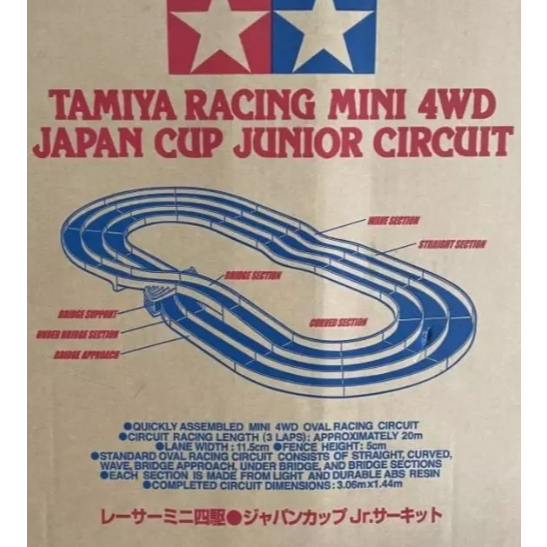 TAMIYA RACING MINI 4WD
JAPAN CUP JUNIOR CIRCUIT
WAVE SECTION
STRAIGHT SECTION
BRIDGE SECTION
BRIDGE SUPPORT
CURVED SECTION
UNDER BRIDGE SECTION
BRIDGE APPROACH
●QUICKLY ASSEMBLED MINI 4WD OVAL RACING CIRCUIT
●CIRCUIT RACING LENGTH (3 LAPS): APPROXIMATELY 20m
●LANE WIDTH : 11.5cm ●FENCE HEIGHT: 5cm
●STANDARD OVAL RACING CIRCUIT CONSISTS OF STRAIGHT, CURVED,
WAVE, BRIDGE APPROACH, UNDER BRIDGE, AND BRIDGE SECTIONS
●EACH SECTION IS MADE FROM LIGHT AND DURABLE ABS RESIN
●COMPLETED CIRCUIT DIMENSIONS: 3.06m×1.44m
レーサーミニ四駆●ジャパンカップ Jr.サーキット